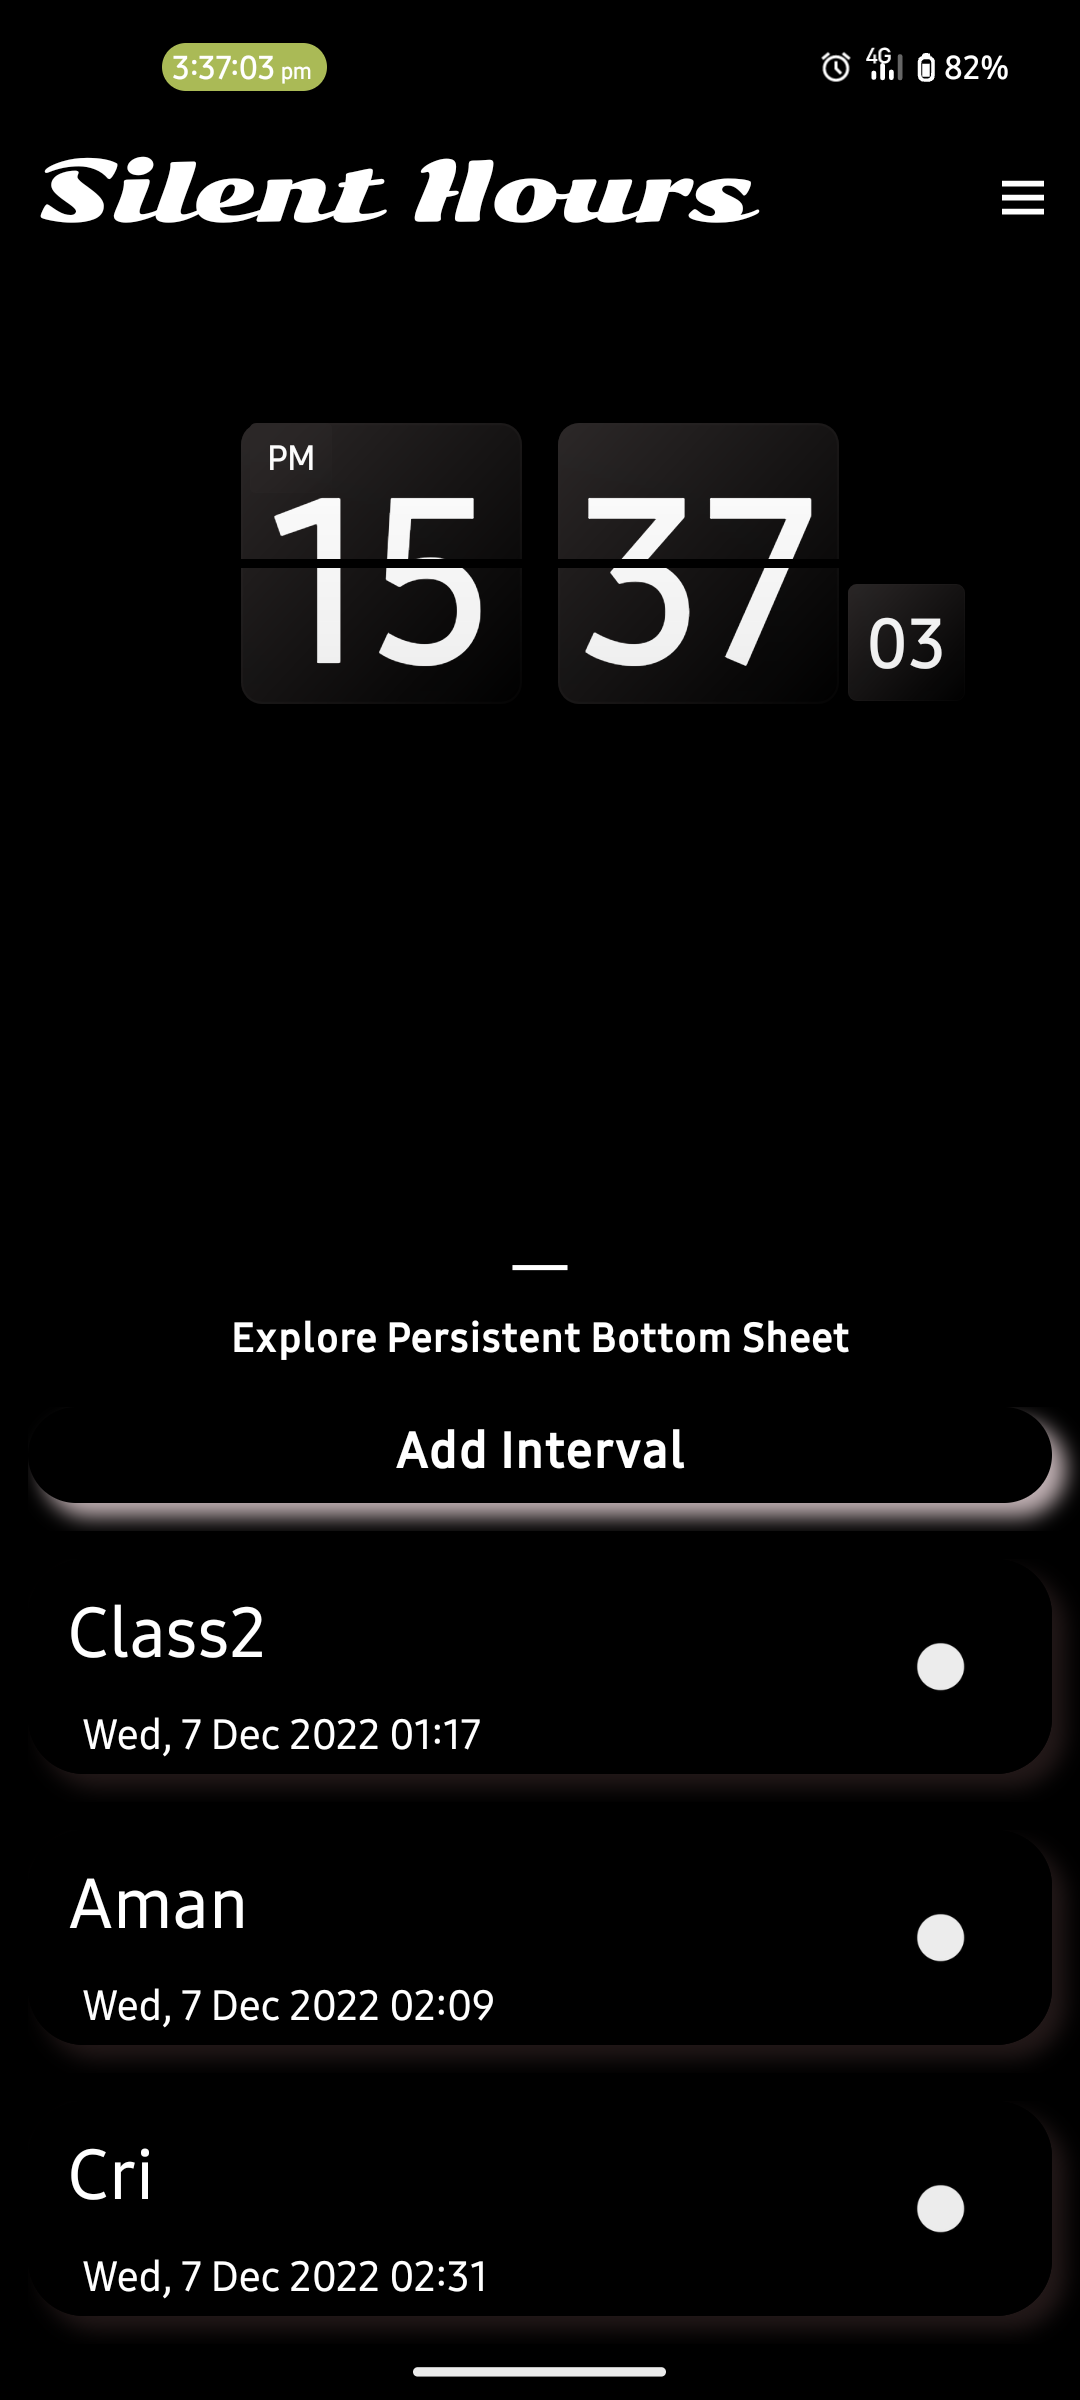 3:37:03 pm 4G 82%
Silent Hours
PM
15 37
03
Explore Persistent Bottom Sheet
Add Interval
Class2
Wed, 7 Dec 2022 01:17
Aman
Wed, 7 Dec 2022 02:09
Cri
Wed, 7 Dec 2022 02:31